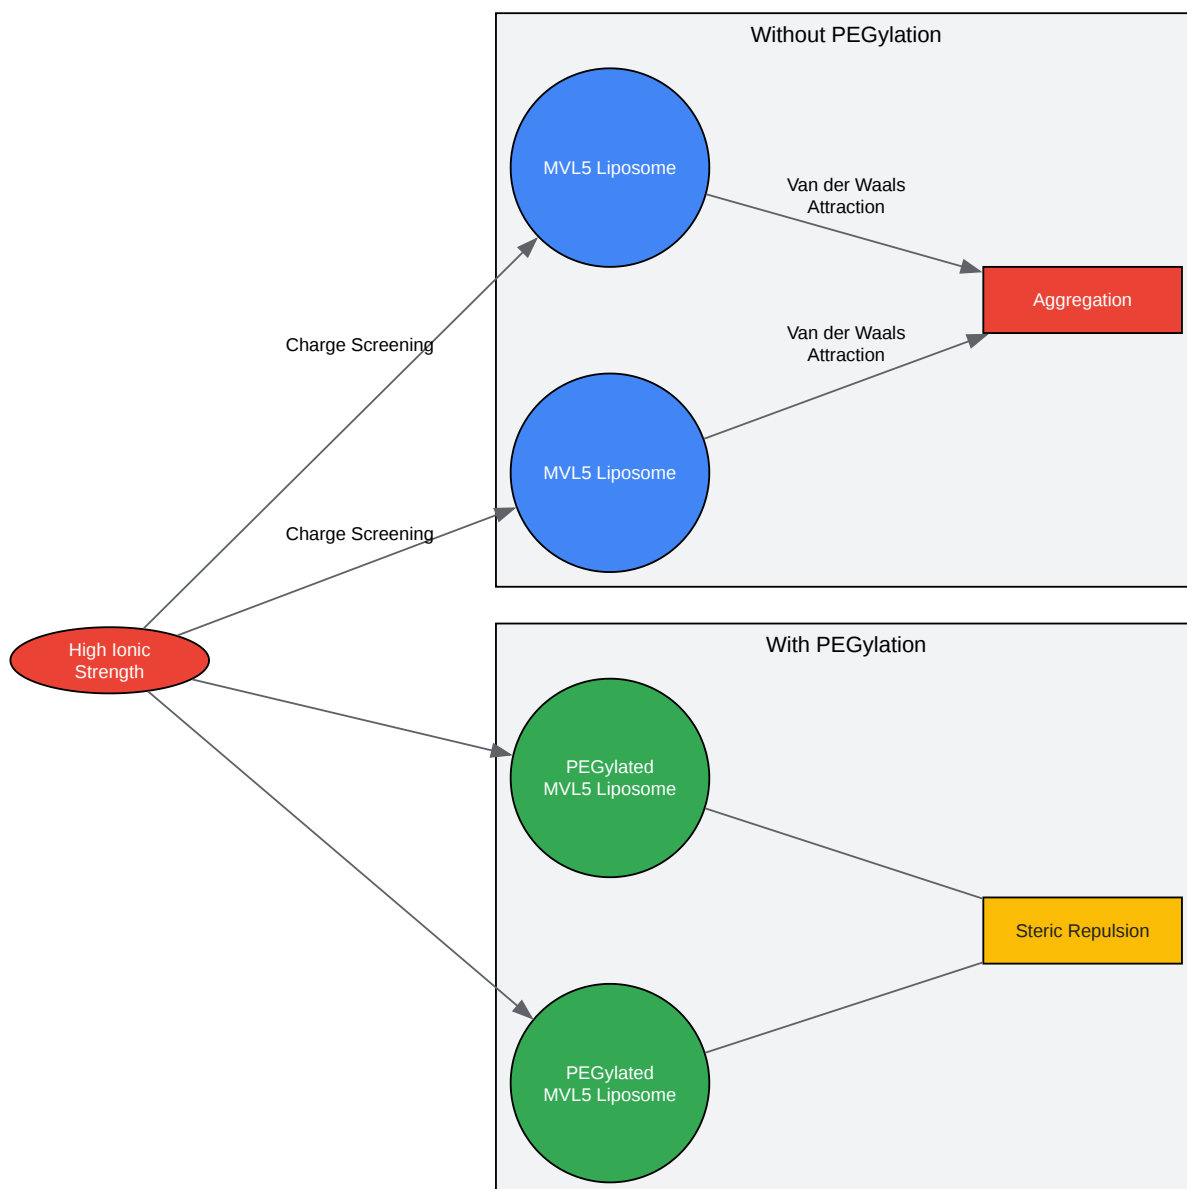 Without PEGylation
MVL5 Liposome
Van der Waals
Attraction
Aggregation
Van der Waals
Attraction
Charge Screening
MVL5 Liposome
Charge Screening
High Ionic
Strength
With PEGylation
PEGylated
MVL5 Liposome
Steric Repulsion
PEGylated
MVL5 Liposome